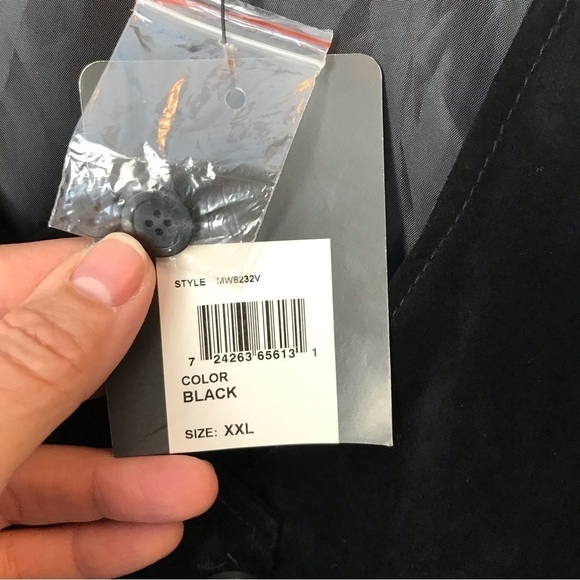 STYLE MW8232V
7 24263 65613 1
COLOR
BLACK
SIZE: XXL